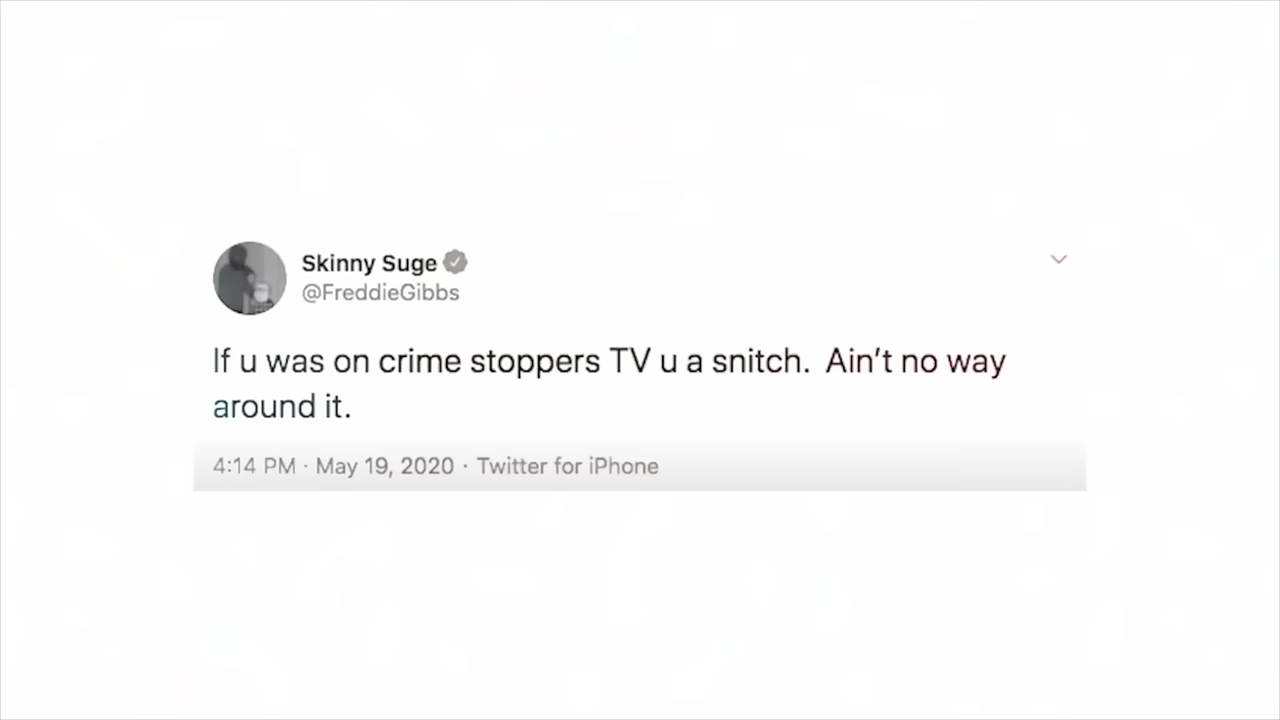 Skinny Suge
@FreddieGibbs
If u was on crime stoppers TV u a snitch.  Ain't no way
around it.
4:14 PM · May 19, 2020 · Twitter for iPhone